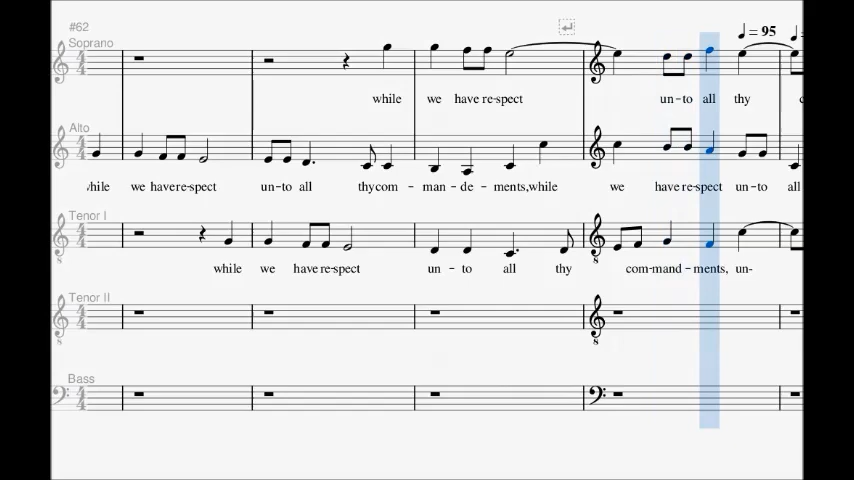 #62
♩ = 95
Soprano
while we have re-spect un-to all thy
Alto
while we have re-spect un-to all thy com-man-de-ments, while we have re-spect un-to all
Tenor I
while we have re-spect un-to all thy com-mand-ments, un-
Tenor II
Bass